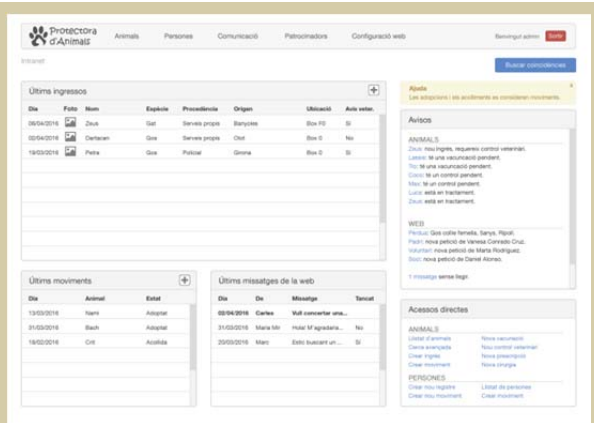 Protectora
d'Animals
Animals Persones Comunicació Patrocinadors Configuració web
Benvingut admin Sortir
Intranet
Buscar coincidències
Últims ingressos
Dia Foto Nom Espècie Procedència Origen Ubicació Avís veter.
08/04/2016 Zeus Gat Serveis propis Banyoles Box F0 Sí
02/04/2016 Dartacan Gos Serveis propis Olot Box 0 No
19/03/2016 Petra Gos Policial Girona Box 0 Sí
Ajuda x
Les adopcions i els acolliments es consideren moviments.
Avisos
ANIMALS
Zeus: nou ingrés, requereix control veterinàri.
Lassie: té una vacunació pendent.
Tro: té una vacunació pendent.
Coco: té un control pendent.
Max: té un control pendent.
Luca: està en tractament.
Zeus: està en tractament.
WEB
Pèrdua: Gos collie femella, Sanys, Ripoll.
Padrí: nova petició de Vanesa Conrado Cruz.
Voluntari: nova petició de Marta Rodríguez.
Soci: nova petició de Daniel Alonso.
1 missatge sense llegir.
Últims moviments
Dia Animal Estat
13/03/2016 Nami Adoptat
31/03/2016 Bach Adoptat
18/02/2016 Crit Acollida
Últims missatges de la web
Dia De Missatge Tancat
02/04/2016 Carles Vull concertar una...
31/03/2016 Maria Mir Hola! M'agradaria... No
20/03/2016 Marc Estic buscant un ... Sí
Acessos directes
ANIMALS
Llistat d'animals Nova vacunació
Cerca avançada Nou control veterinàri
Crear ingrés Nova prescripció
Crear moviment Nova cirurgia
PERSONES
Crear nou registre Llistat de persones
Crear nou moviment Crear moviment